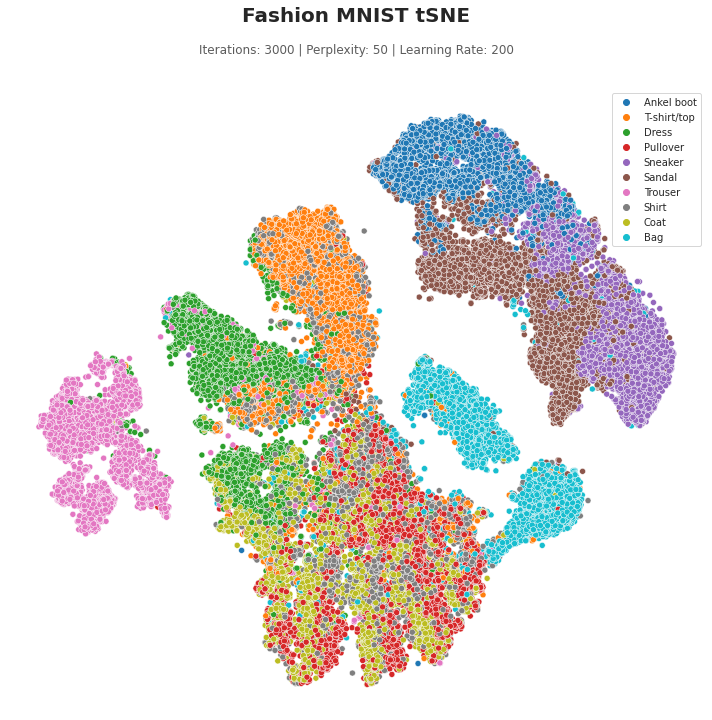 Fashion MNIST tSNE
Iterations: 3000 | Perplexity: 50 | Learning Rate: 200
Ankel boot
T-shirt/top
Dress
Pullover
Sneaker
Sandal
Trouser
Shirt
Coat
Bag